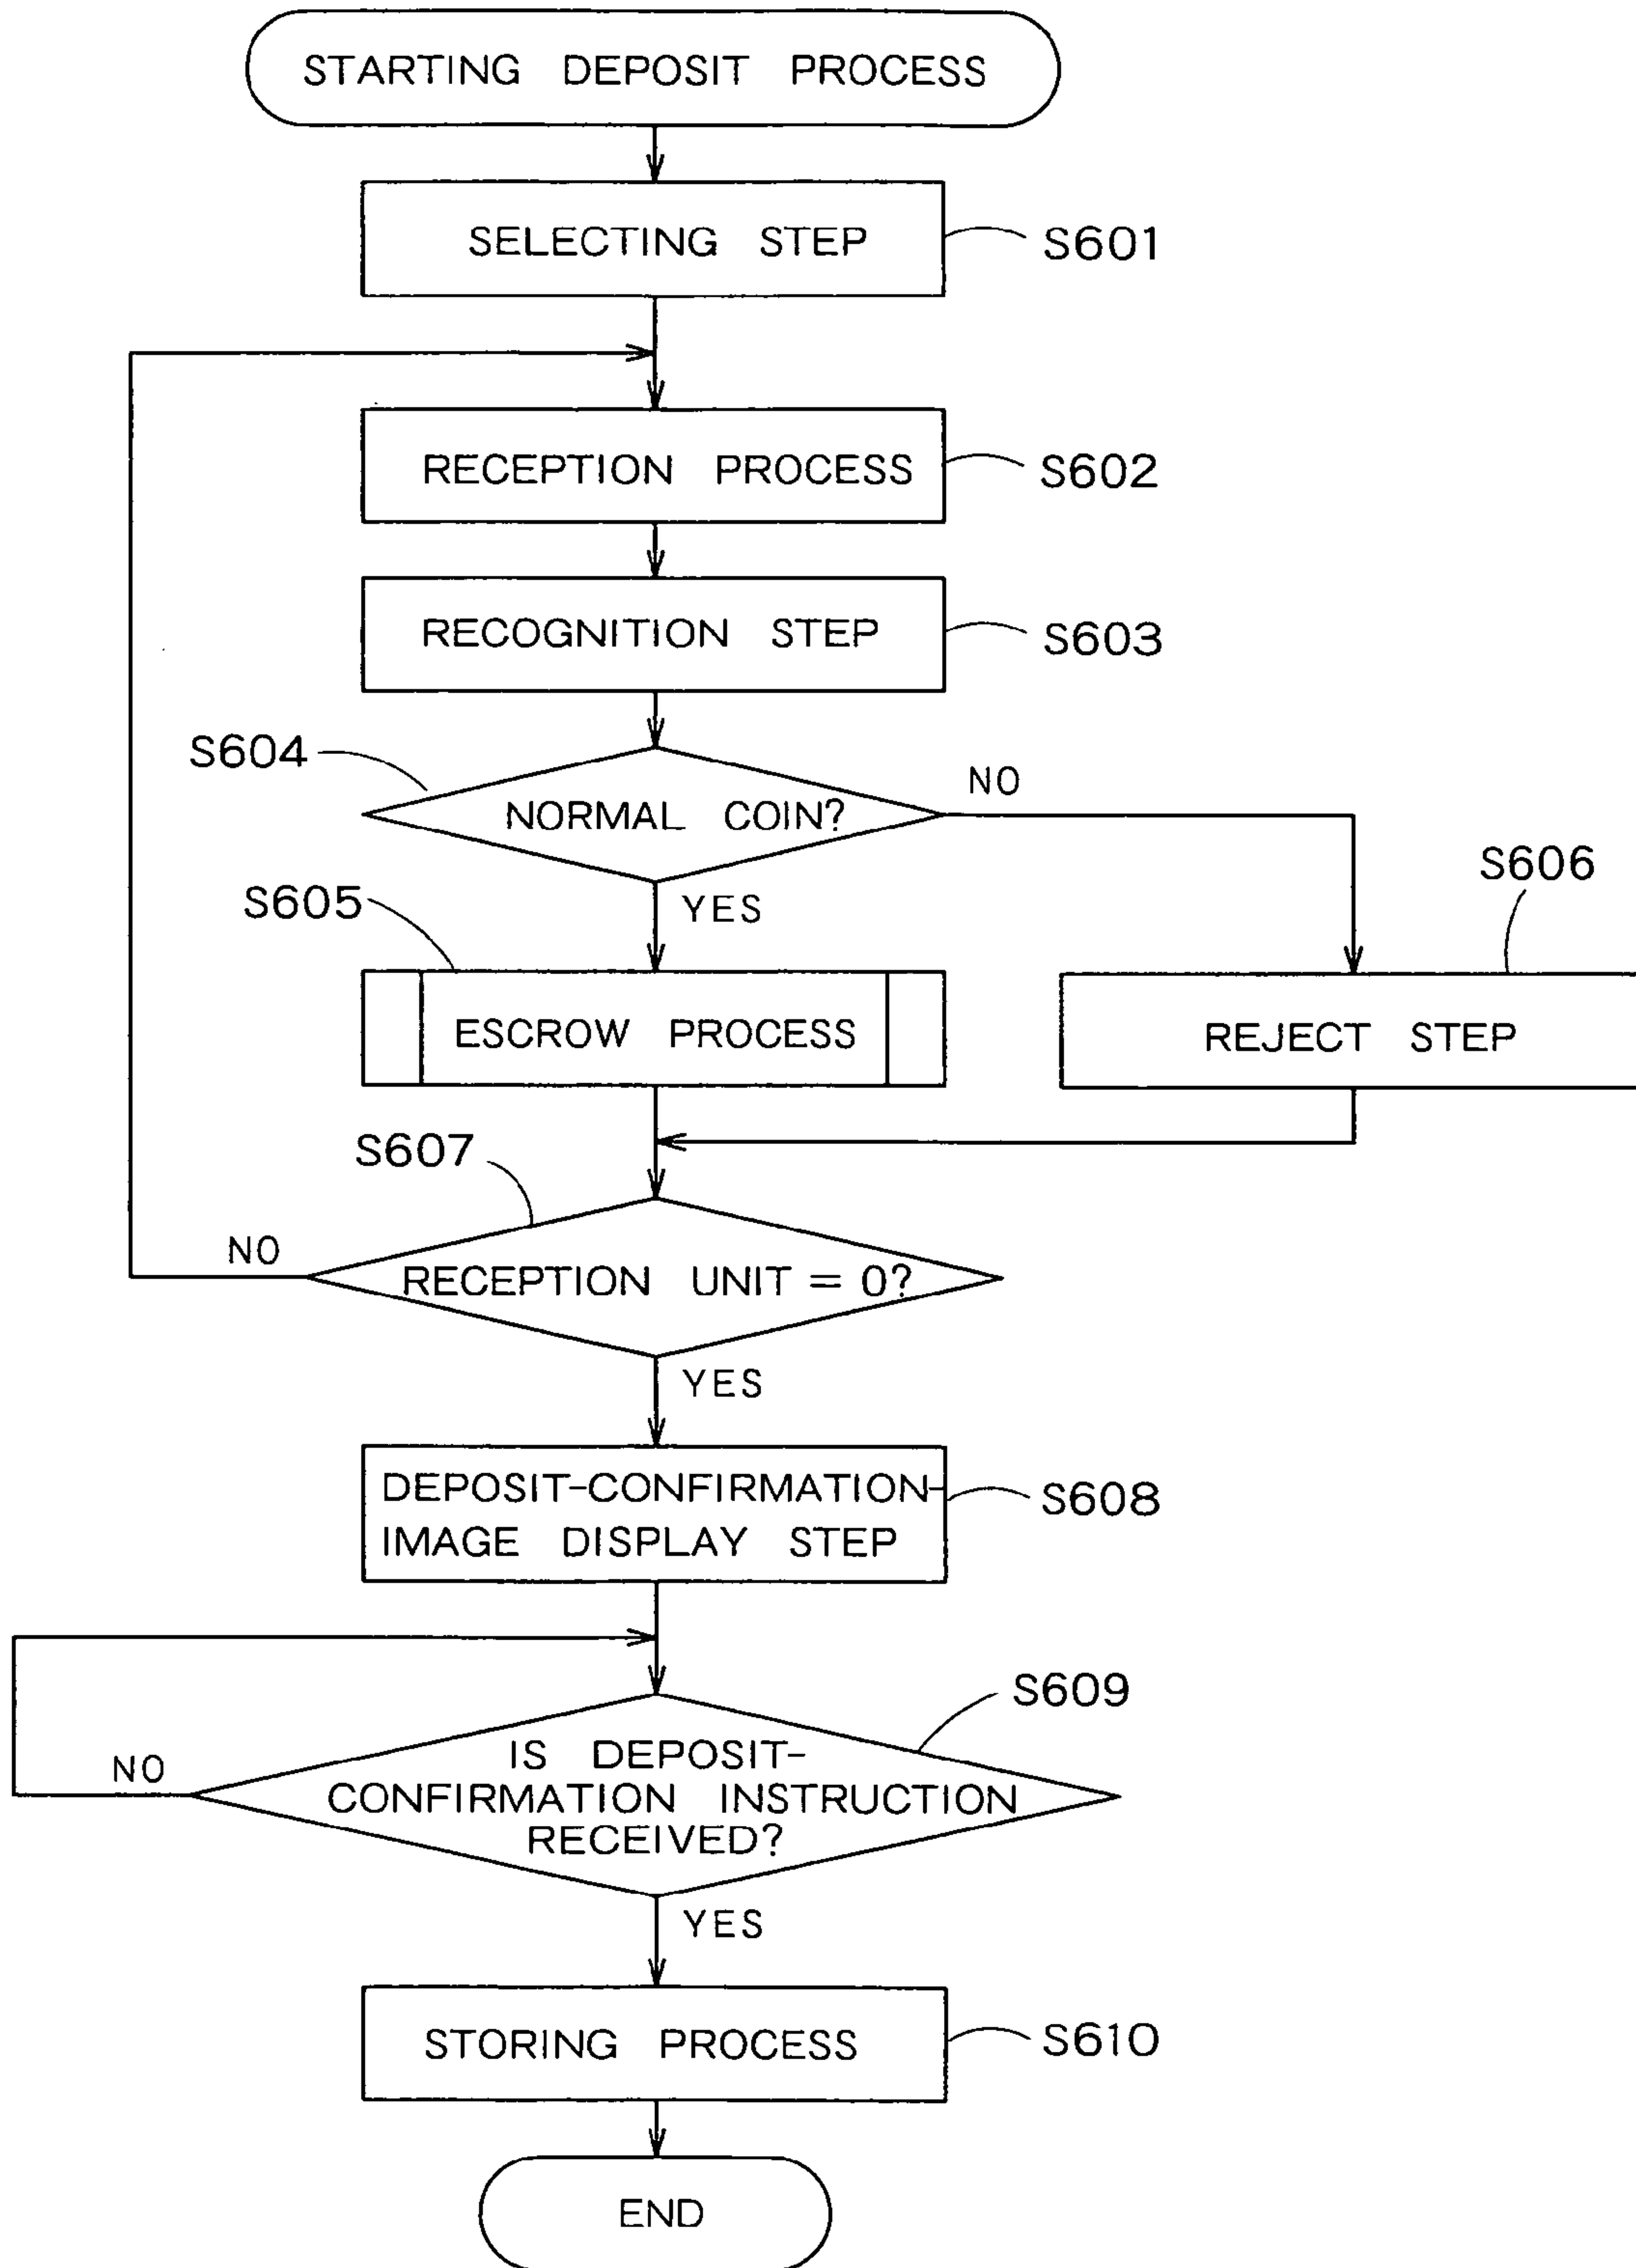 STARTING DEPOSIT PROCESS
SELECTING STEP
S601
RECEPTION PROCESS
S602
RECOGNITION STEP
S603
S604
NORMAL COIN?
NO
YES
S605
S606
ESCROW PROCESS
REJECT STEP
S607
NO
RECEPTION UNIT = 0?
YES
DEPOSIT-CONFIRMATION-
IMAGE DISPLAY STEP
S608
S609
NO
IS DEPOSIT-
CONFIRMATION INSTRUCTION
RECEIVED?
YES
STORING PROCESS
S610
END